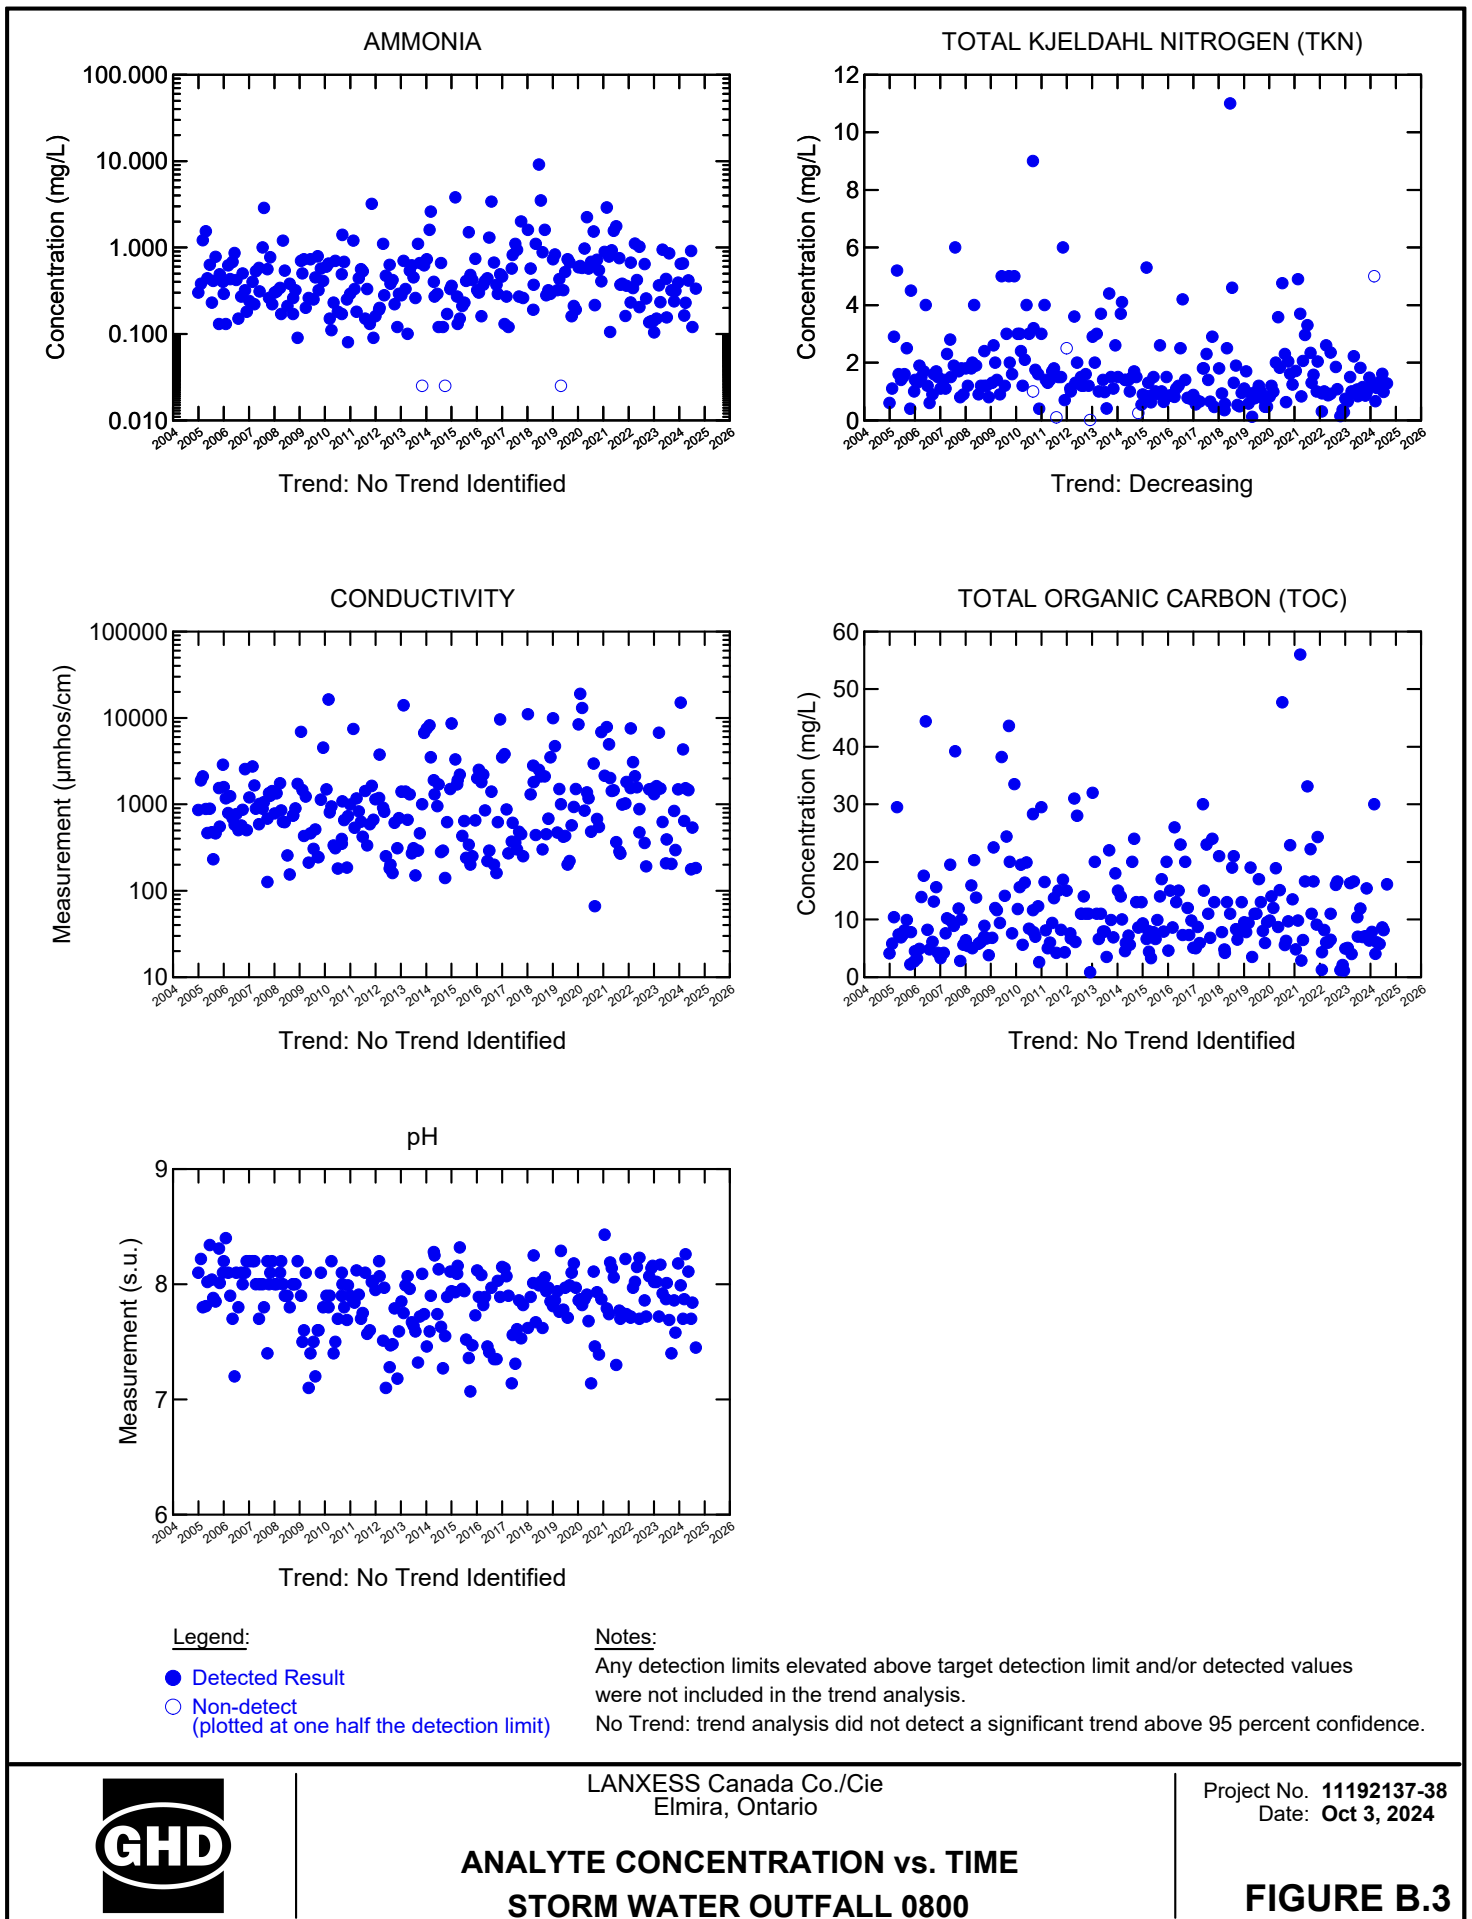 AMMONIA
Concentration (mg/L)
100.000
10.000
1.000
0.100
0.010
2004 2005 2006 2007 2008 2009 2010 2011 2012 2013 2014 2015 2016 2017 2018 2019 2020 2021 2022 2023 2024 2025 2026
Trend: No Trend Identified
TOTAL KJELDAHL NITROGEN (TKN)
Concentration (mg/L)
12
10
8
6
4
2
0
2004 2005 2006 2007 2008 2009 2010 2011 2012 2013 2014 2015 2016 2017 2018 2019 2020 2021 2022 2023 2024 2025 2026
Trend: Decreasing
CONDUCTIVITY
Measurement (µmhos/cm)
100000
10000
1000
100
10
2004 2005 2006 2007 2008 2009 2010 2011 2012 2013 2014 2015 2016 2017 2018 2019 2020 2021 2022 2023 2024 2025 2026
Trend: No Trend Identified
TOTAL ORGANIC CARBON (TOC)
Concentration (mg/L)
60
50
40
30
20
10
0
2004 2005 2006 2007 2008 2009 2010 2011 2012 2013 2014 2015 2016 2017 2018 2019 2020 2021 2022 2023 2024 2025 2026
Trend: No Trend Identified
pH
Measurement (s.u.)
9
8
7
6
2004 2005 2006 2007 2008 2009 2010 2011 2012 2013 2014 2015 2016 2017 2018 2019 2020 2021 2022 2023 2024 2025 2026
Trend: No Trend Identified
Legend:
Detected Result
Non-detect
(plotted at one half the detection limit)
Notes:
Any detection limits elevated above target detection limit and/or detected values
were not included in the trend analysis.
No Trend: trend analysis did not detect a significant trend above 95 percent confidence.
GHD
LANXESS Canada Co./Cie
Elmira, Ontario
ANALYTE CONCENTRATION vs. TIME
STORM WATER OUTFALL 0800
Project No. 11192137-38
Date: Oct 3, 2024
FIGURE B.3